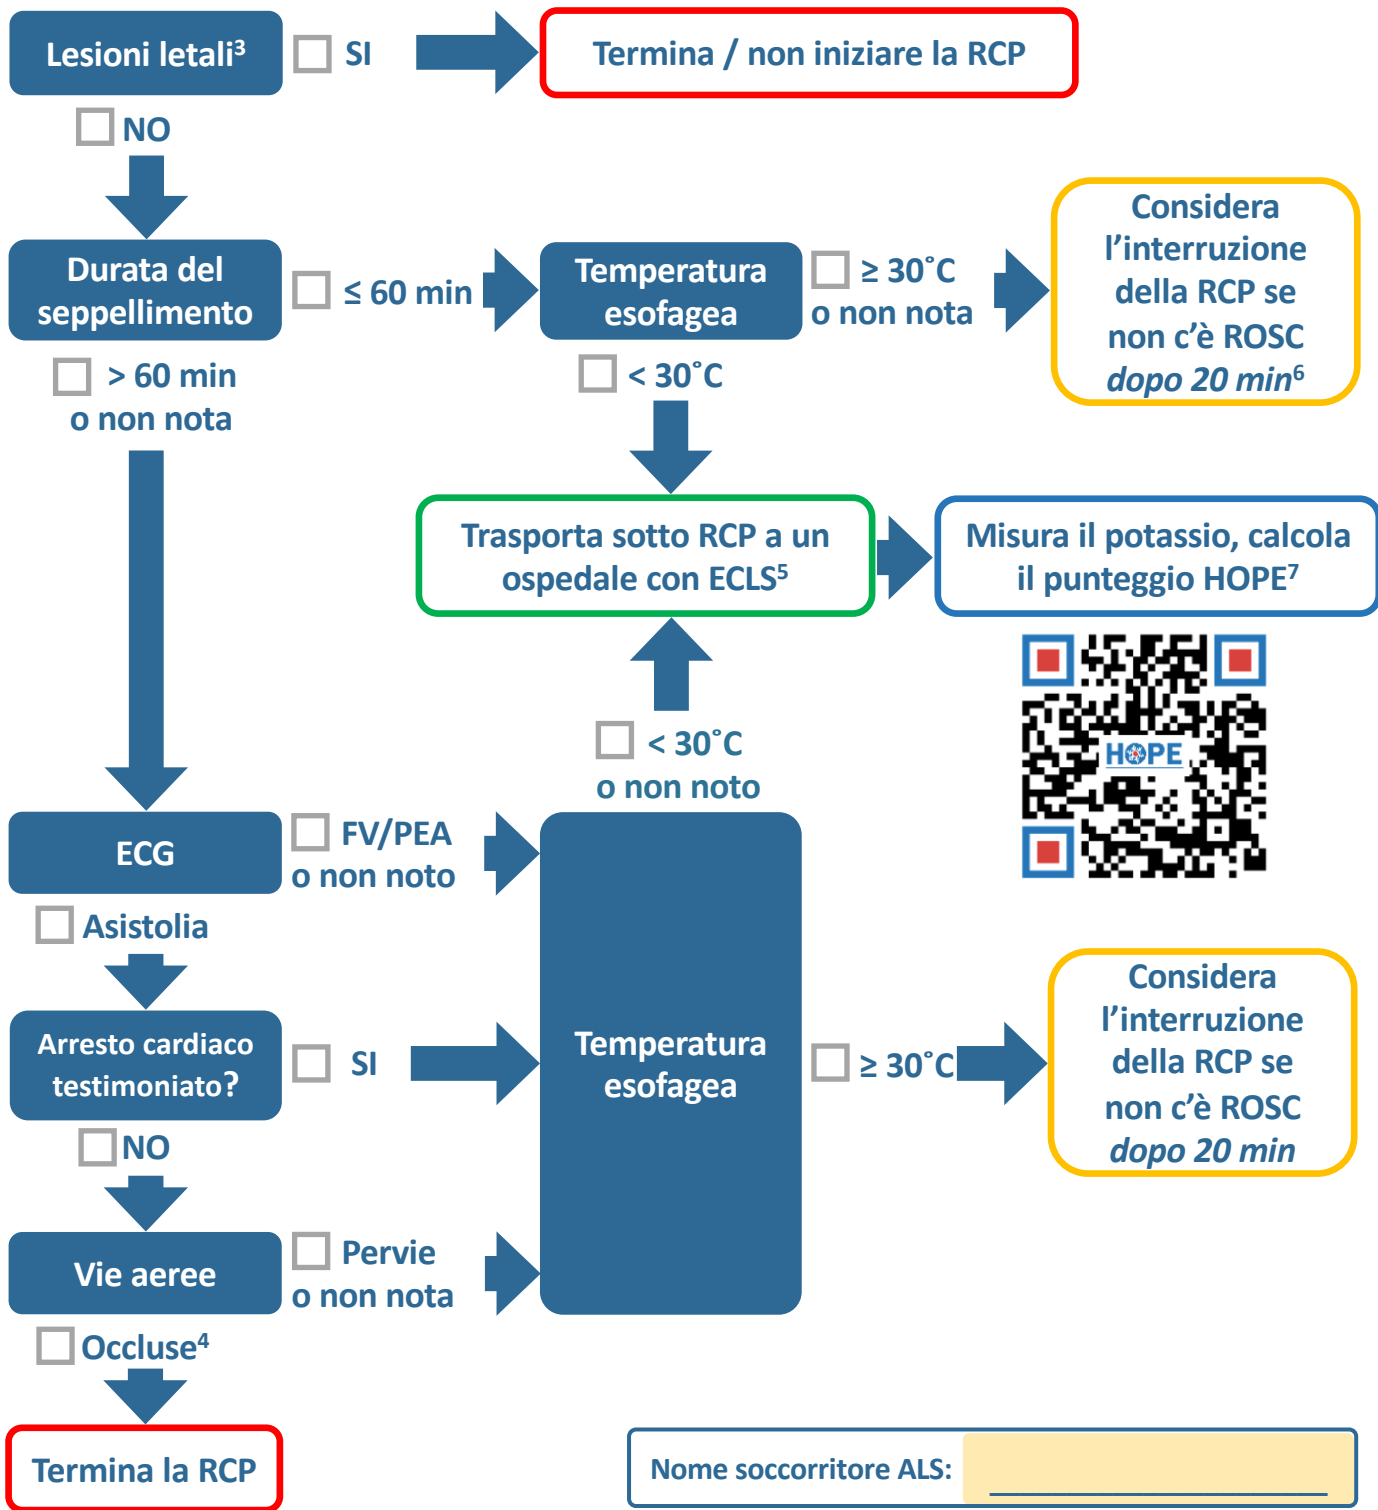 Lesioni letali³
SI
Termina / non iniziare la RCP
NO
Durata del
seppellimento
≤ 60 min
Temperatura
esofagea
≥ 30˚C
o non nota
Considera
l’interruzione
della RCP se
non c’è ROSC
dopo 20 min⁶
> 60 min
o non nota
< 30˚C
Trasporta sotto RCP a un
ospedale con ECLS⁵
Misura il potassio, calcola
il punteggio HOPE⁷
HOPE
< 30˚C
o non noto
ECG
FV/PEA
o non noto
Asistolia
Arresto cardiaco
testimoniato?
SI
Temperatura
esofagea
≥ 30˚C
Considera
l’interruzione
della RCP se
non c’è ROSC
dopo 20 min
NO
Vie aeree
Pervie
o non nota
Occluse⁴
Termina la RCP
Nome soccorritore ALS: